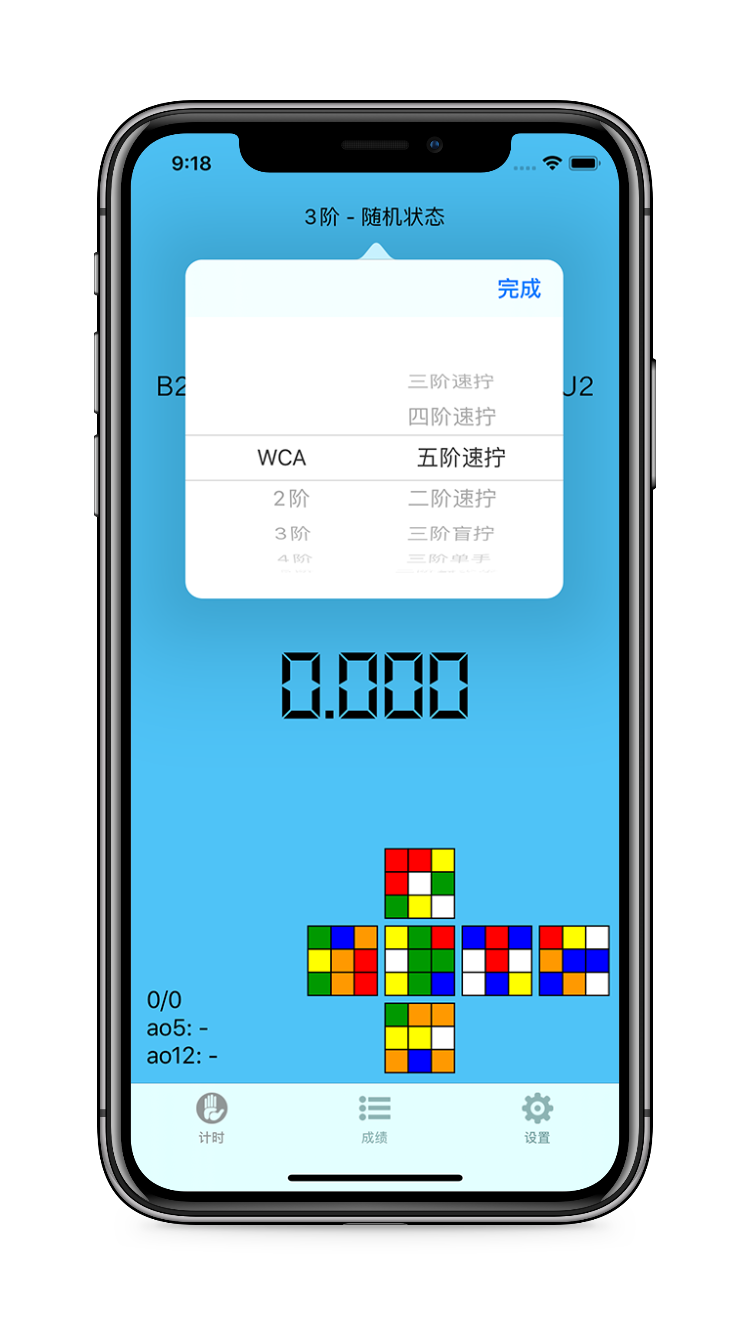 9:18
3阶 - 随机状态
完成
三阶速拧
B2
J2
四阶速拧
WCA 五阶速拧
2阶 二阶速拧
3阶 三阶盲拧
4阶 三阶单手
0.000
0/0
ao5: -
ao12: -
计时 成绩 设置